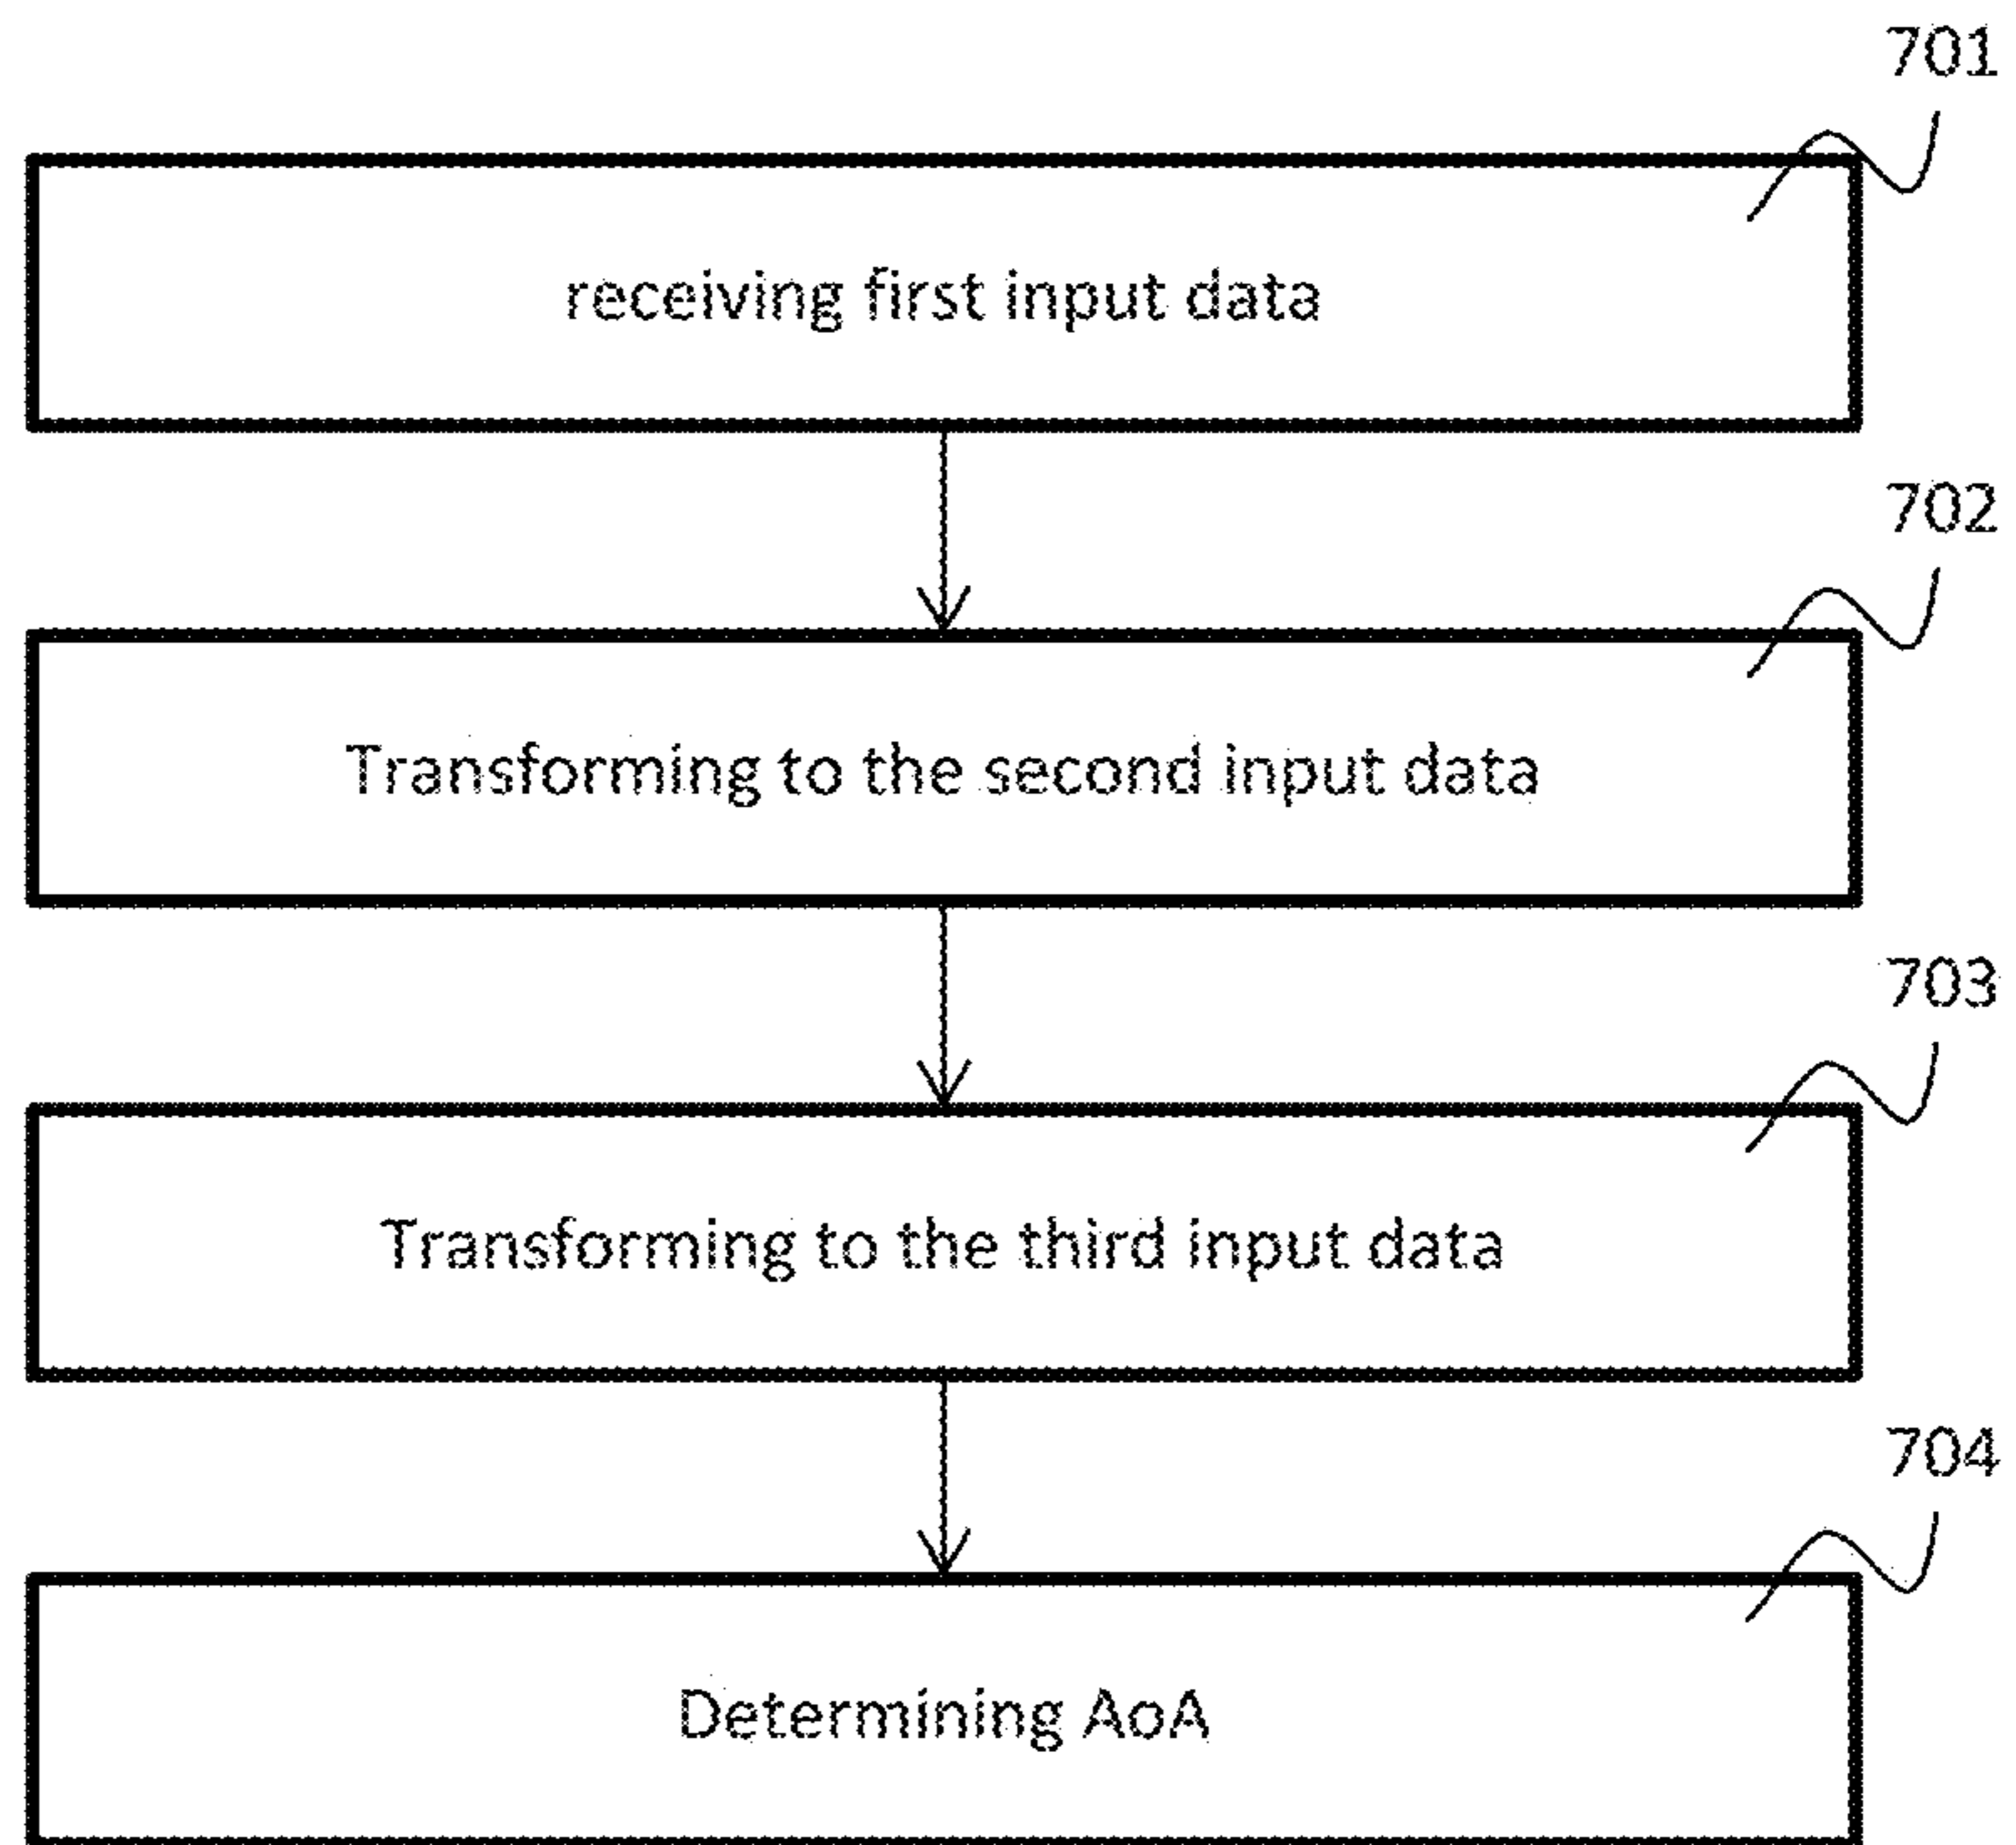 701
receiving first input data
702
Transforming to the second input data
703
Transforming to the third input data
704
Determining AoA